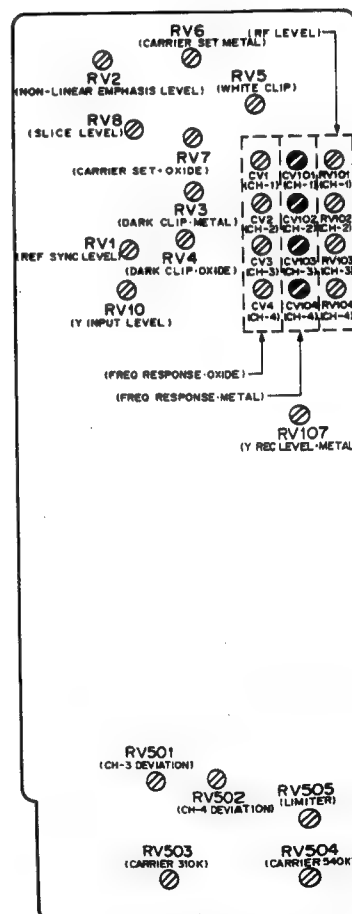 RV6
(CARRIER SET METAL)
(RF LEVEL)
RV2
(NON-LINEAR EMPHASIS LEVEL)
RV5
(WHITE CLIP)
RV8
(SLICE LEVEL)
RV7
(CARRIER SET·OXIDE)
CV1
(CH-1)
CV101
(CH-1)
RV101
(CH-1)
RV3
(DARK CLIP·METAL)
CV2
(CH-2)
CV102
(CH-2)
RV102
(CH-2)
RV1
(REF SYNC LEVEL)
RV4
(DARK CLIP·OXIDE)
CV3
(CH-3)
CV103
(CH-3)
RV103
(CH-3)
RV10
(Y INPUT LEVEL)
CV4
(CH-4)
CV104
(CH-4)
RV104
(CH-4)
(FREQ RESPONSE·OXIDE)
(FREQ RESPONSE·METAL)
RV107
(Y REC LEVEL·METAL
RV501
(CH-3 DEVIATION)
RV502
(CH-4 DEVIATION)
RV505
(LIMITER)
RV503
(CARRIER 310K)
RV504
(CARRIER 540K)